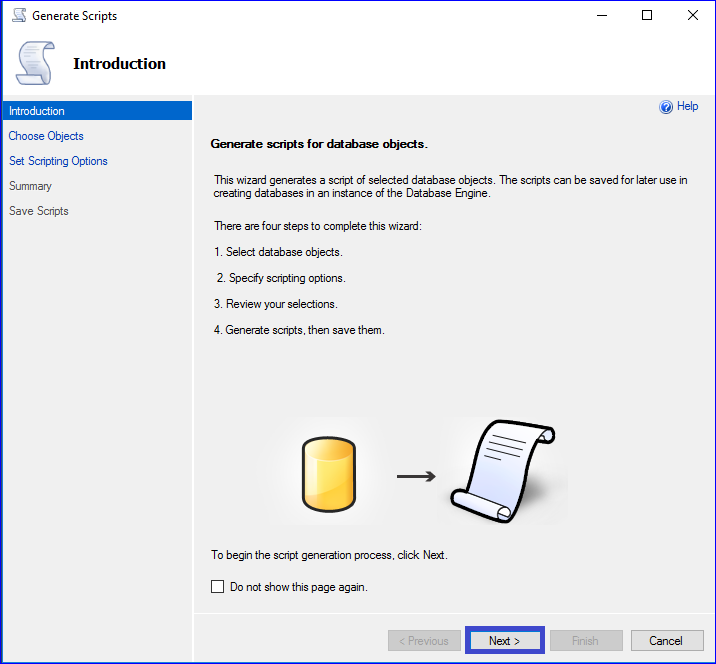 Generate Scripts
Introduction
Introduction
Choose Objects
Set Scripting Options
Summary
Save Scripts
Help
Generate scripts for database objects.
This wizard generates a script of selected database objects. The scripts can be saved for later use in
creating databases in an instance of the Database Engine.
There are four steps to complete this wizard:
1. Select database objects.
2. Specify scripting options.
3. Review your selections.
4. Generate scripts, then save them.
To begin the script generation process, click Next.
Do not show this page again.
< Previous
Next >
Finish
Cancel